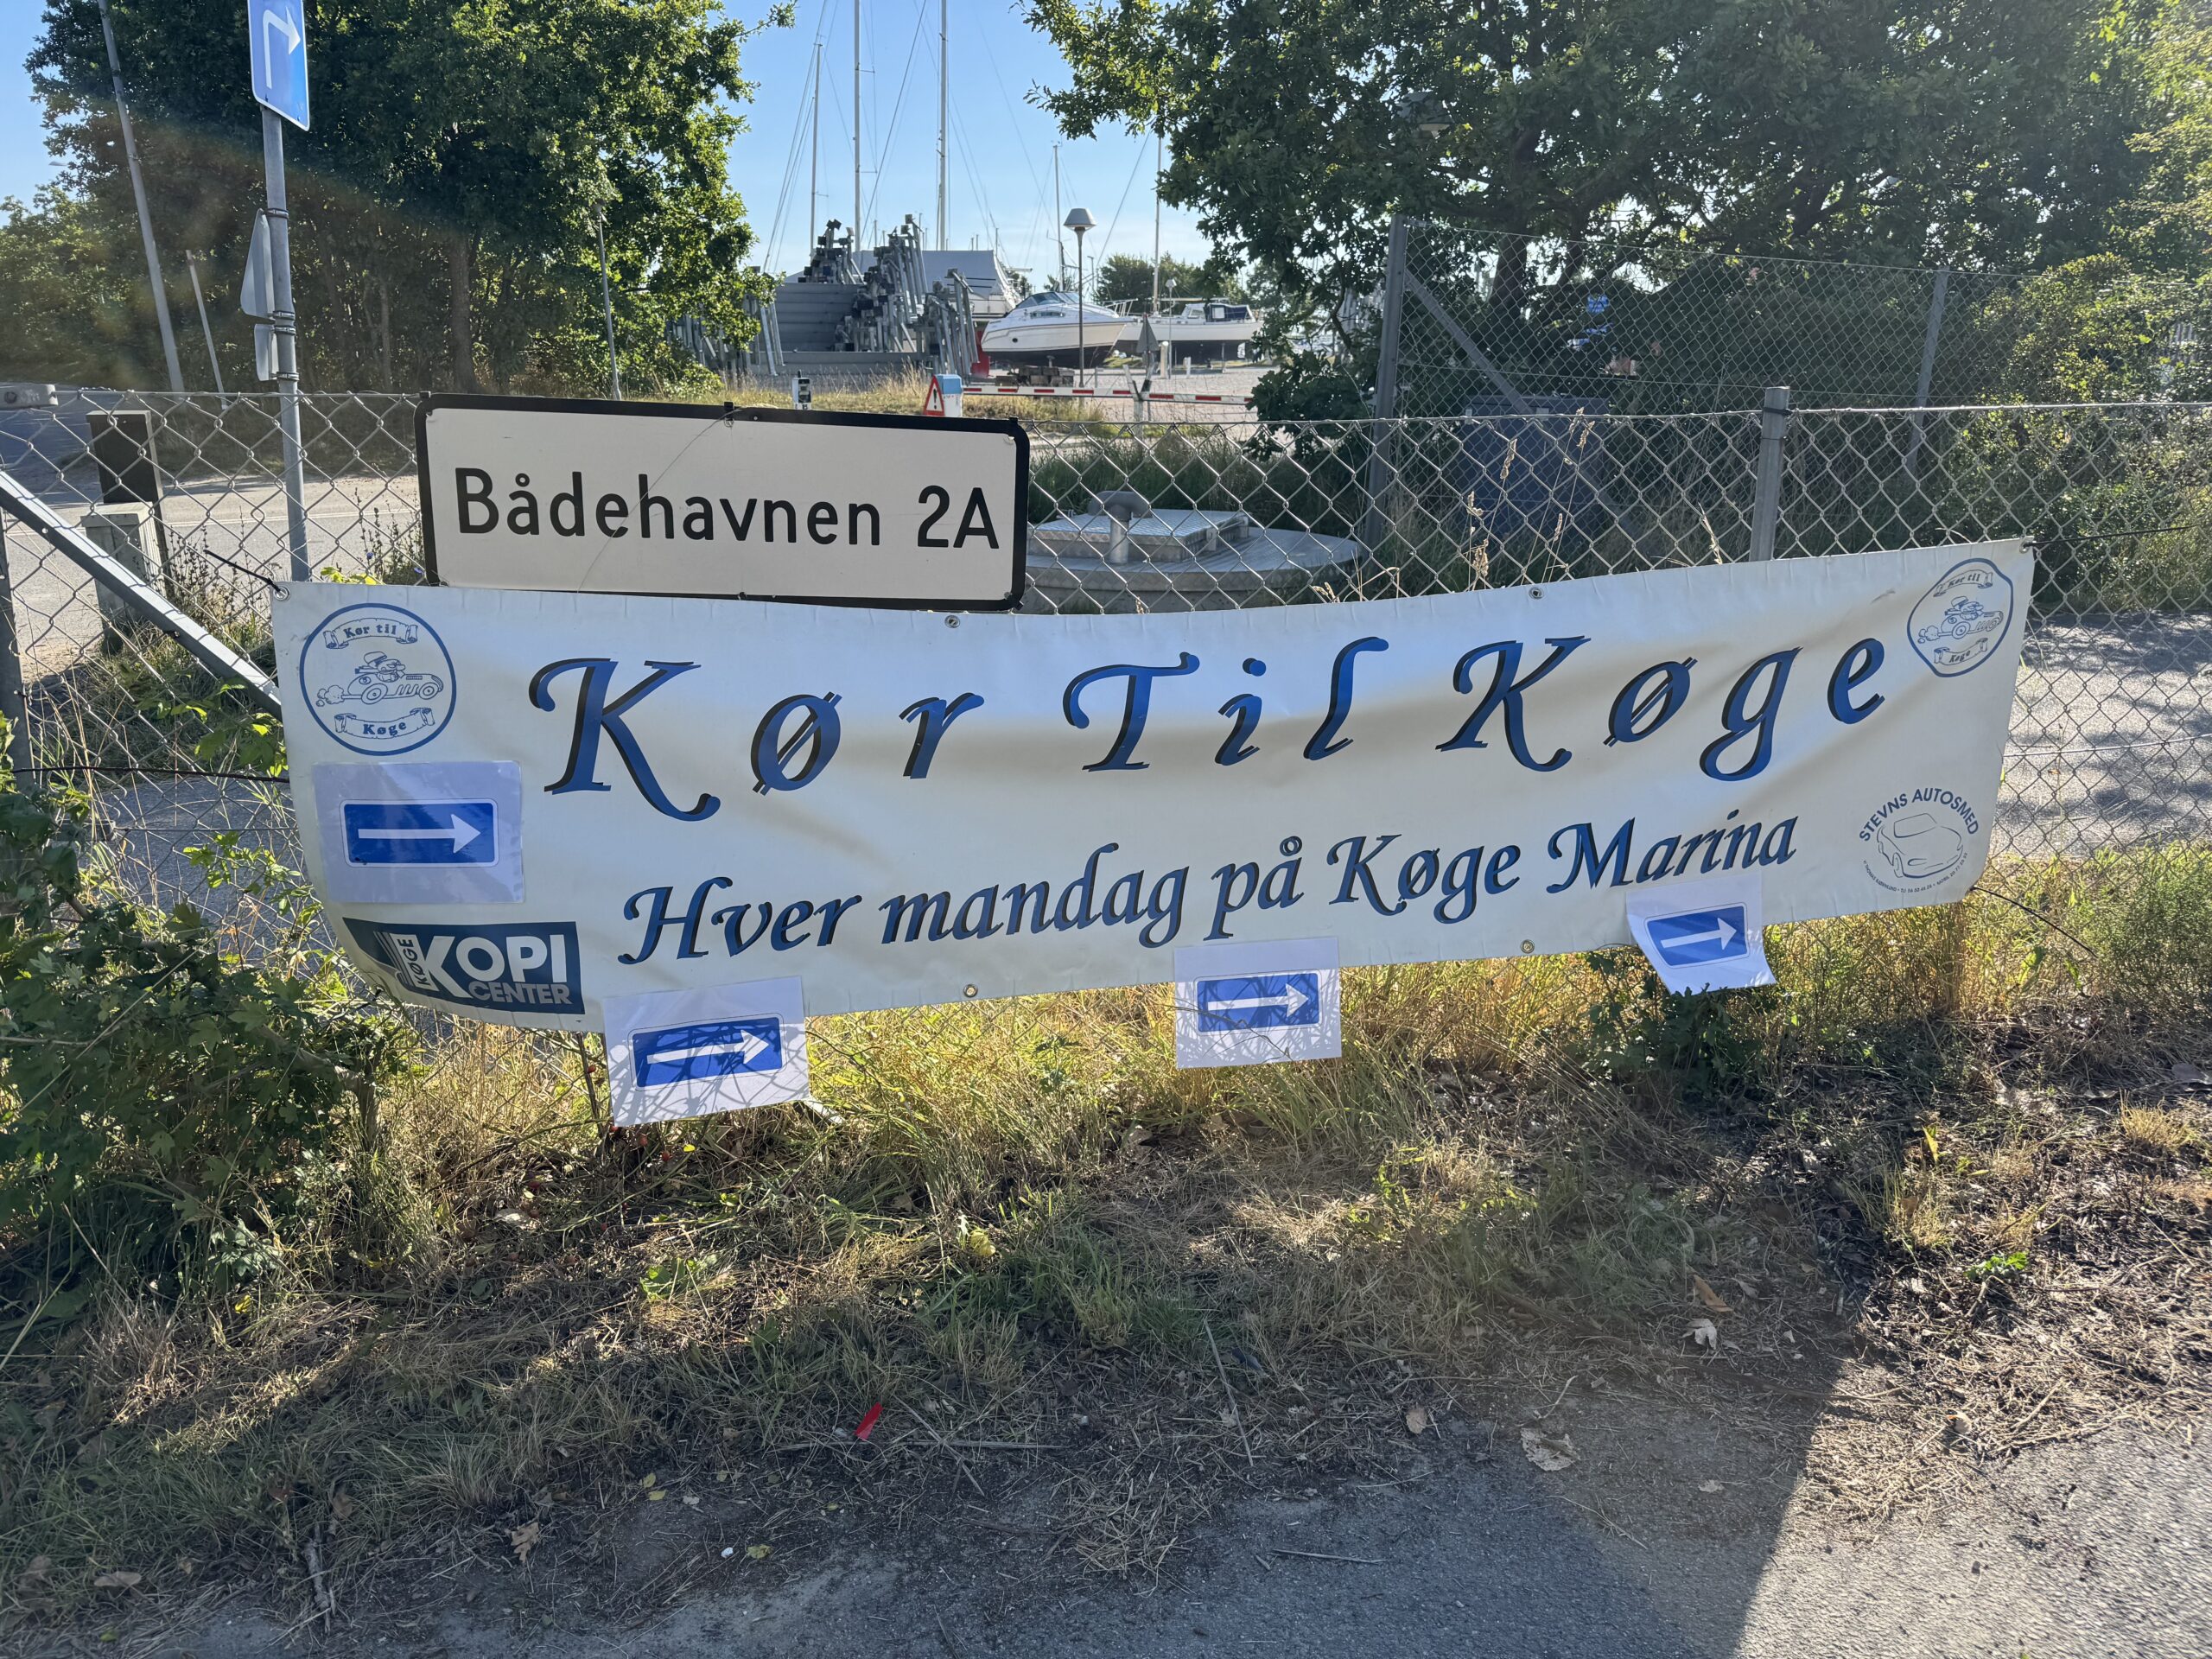 Bådehavnen 2A
Kør til
Køge
Kør Til Køge
Kør til
Køge
Hver mandag på Køge Marina
STEVNS AUTOSMED
KØGE
KOPI
CENTER